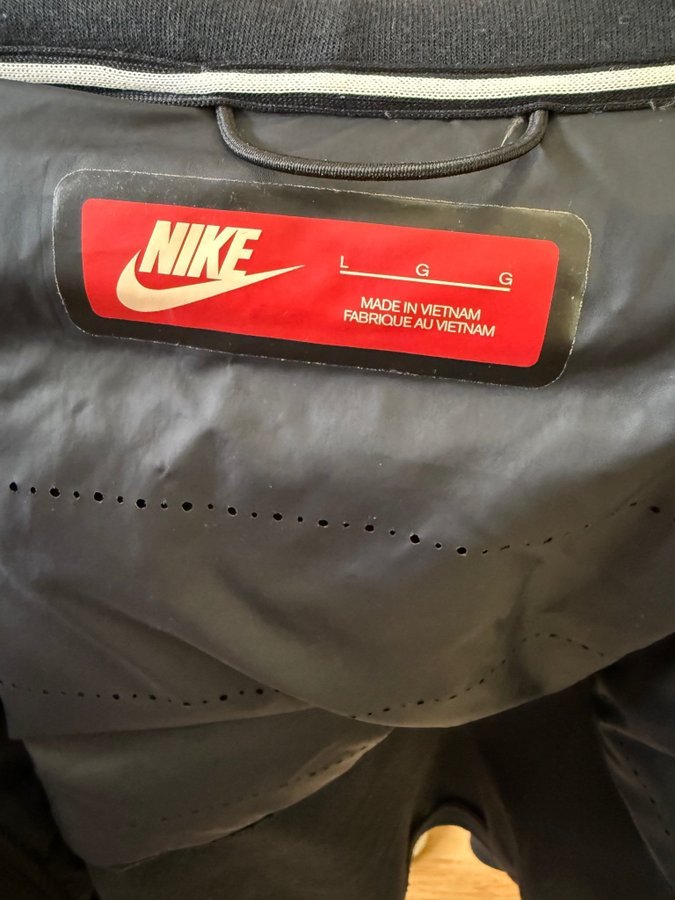 NIKE
L G G
MADE IN VIETNAM
FABRIQUE AU VIETNAM